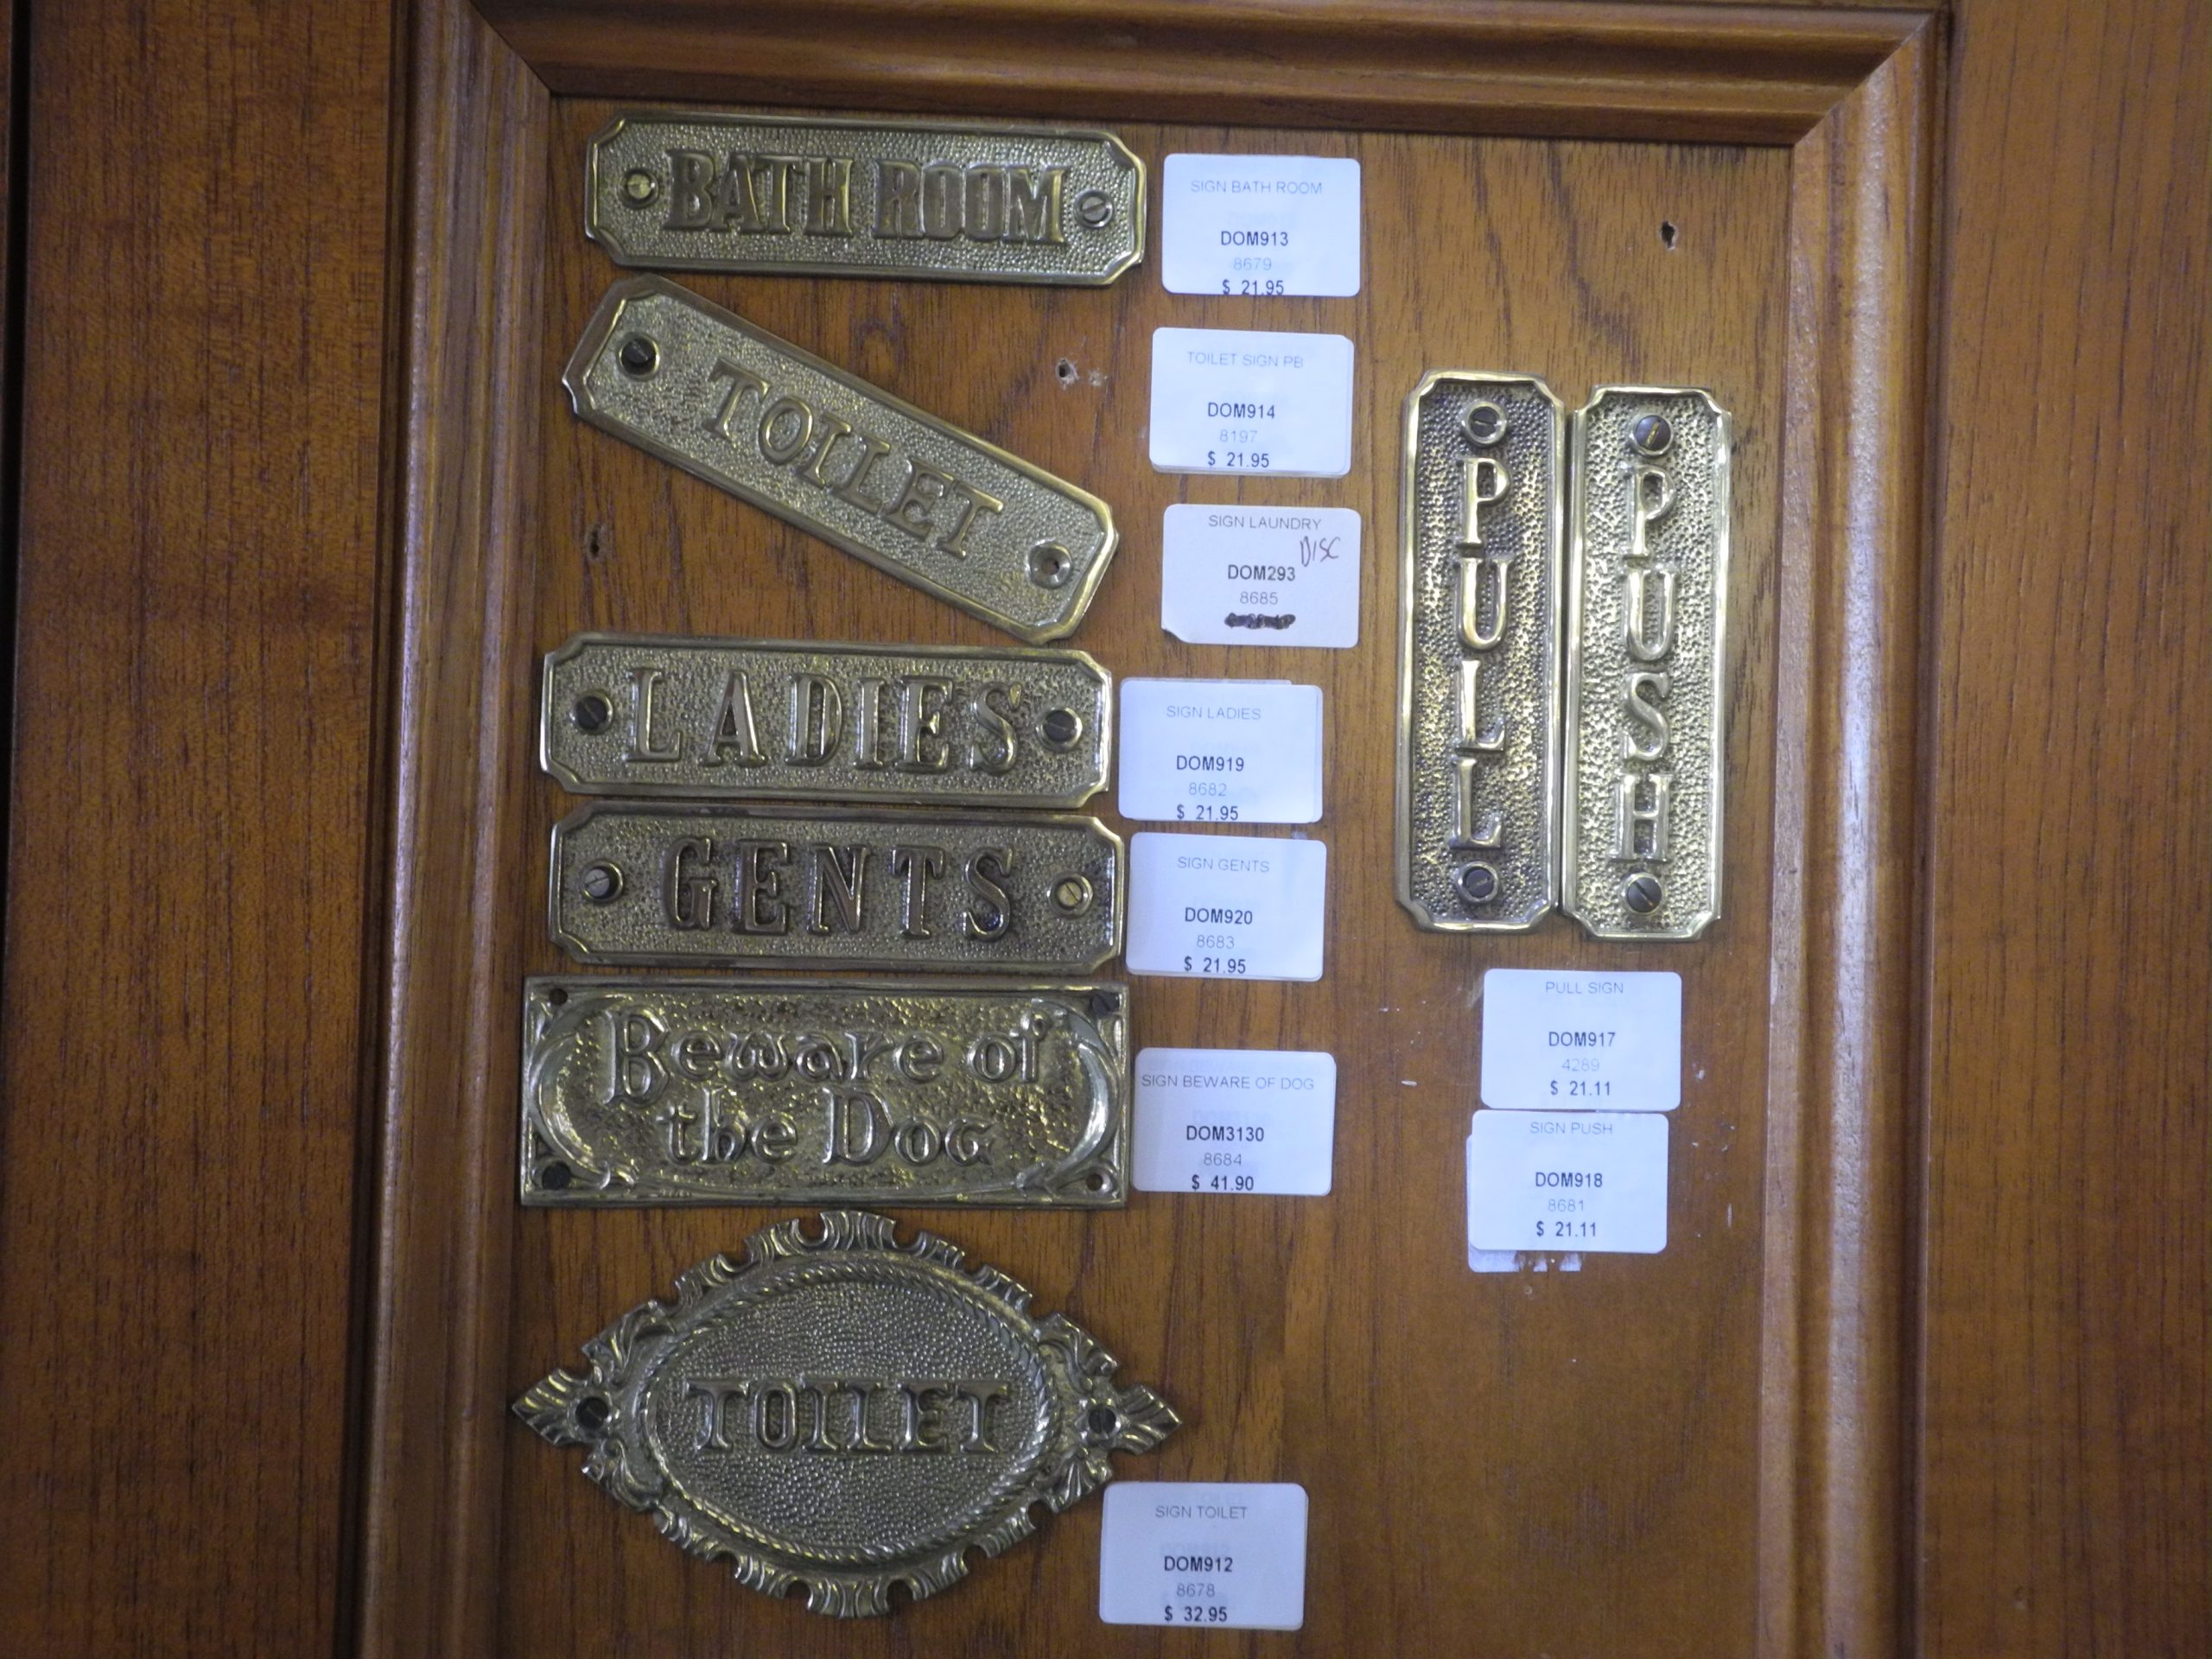 BATH ROOM
SIGN BATH ROOM
DOM913
8679
$ 21.95
TOILET
TOILET SIGN PB
DOM914
8197
$ 21.95
SIGN LAUNDRY
DISC
DOM293
8685
LADIES
SIGN LADIES
DOM919
8682
$ 21.95
GENTS
SIGN GENTS
DOM920
8683
$ 21.95
Beware of
the Dog
SIGN BEWARE OF DOG
DOM3130
8684
$ 41.90
TOILET
SIGN TOILET
DOM912
8678
$ 32.95
PULL
PUSH
PULL SIGN
DOM917
4289
$ 21.11
SIGN PUSH
DOM918
8681
$ 21.11